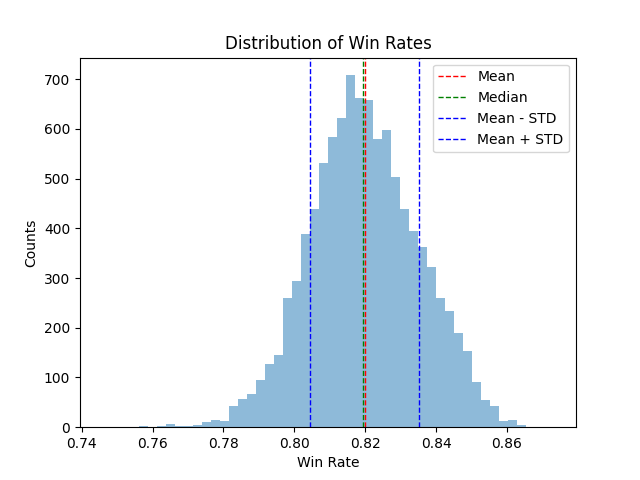 Distribution of Win Rates
Mean
Median
Mean - STD
Mean + STD
Counts
700
600
500
400
300
200
100
0
0.74 0.76 0.78 0.80 0.82 0.84 0.86
Win Rate